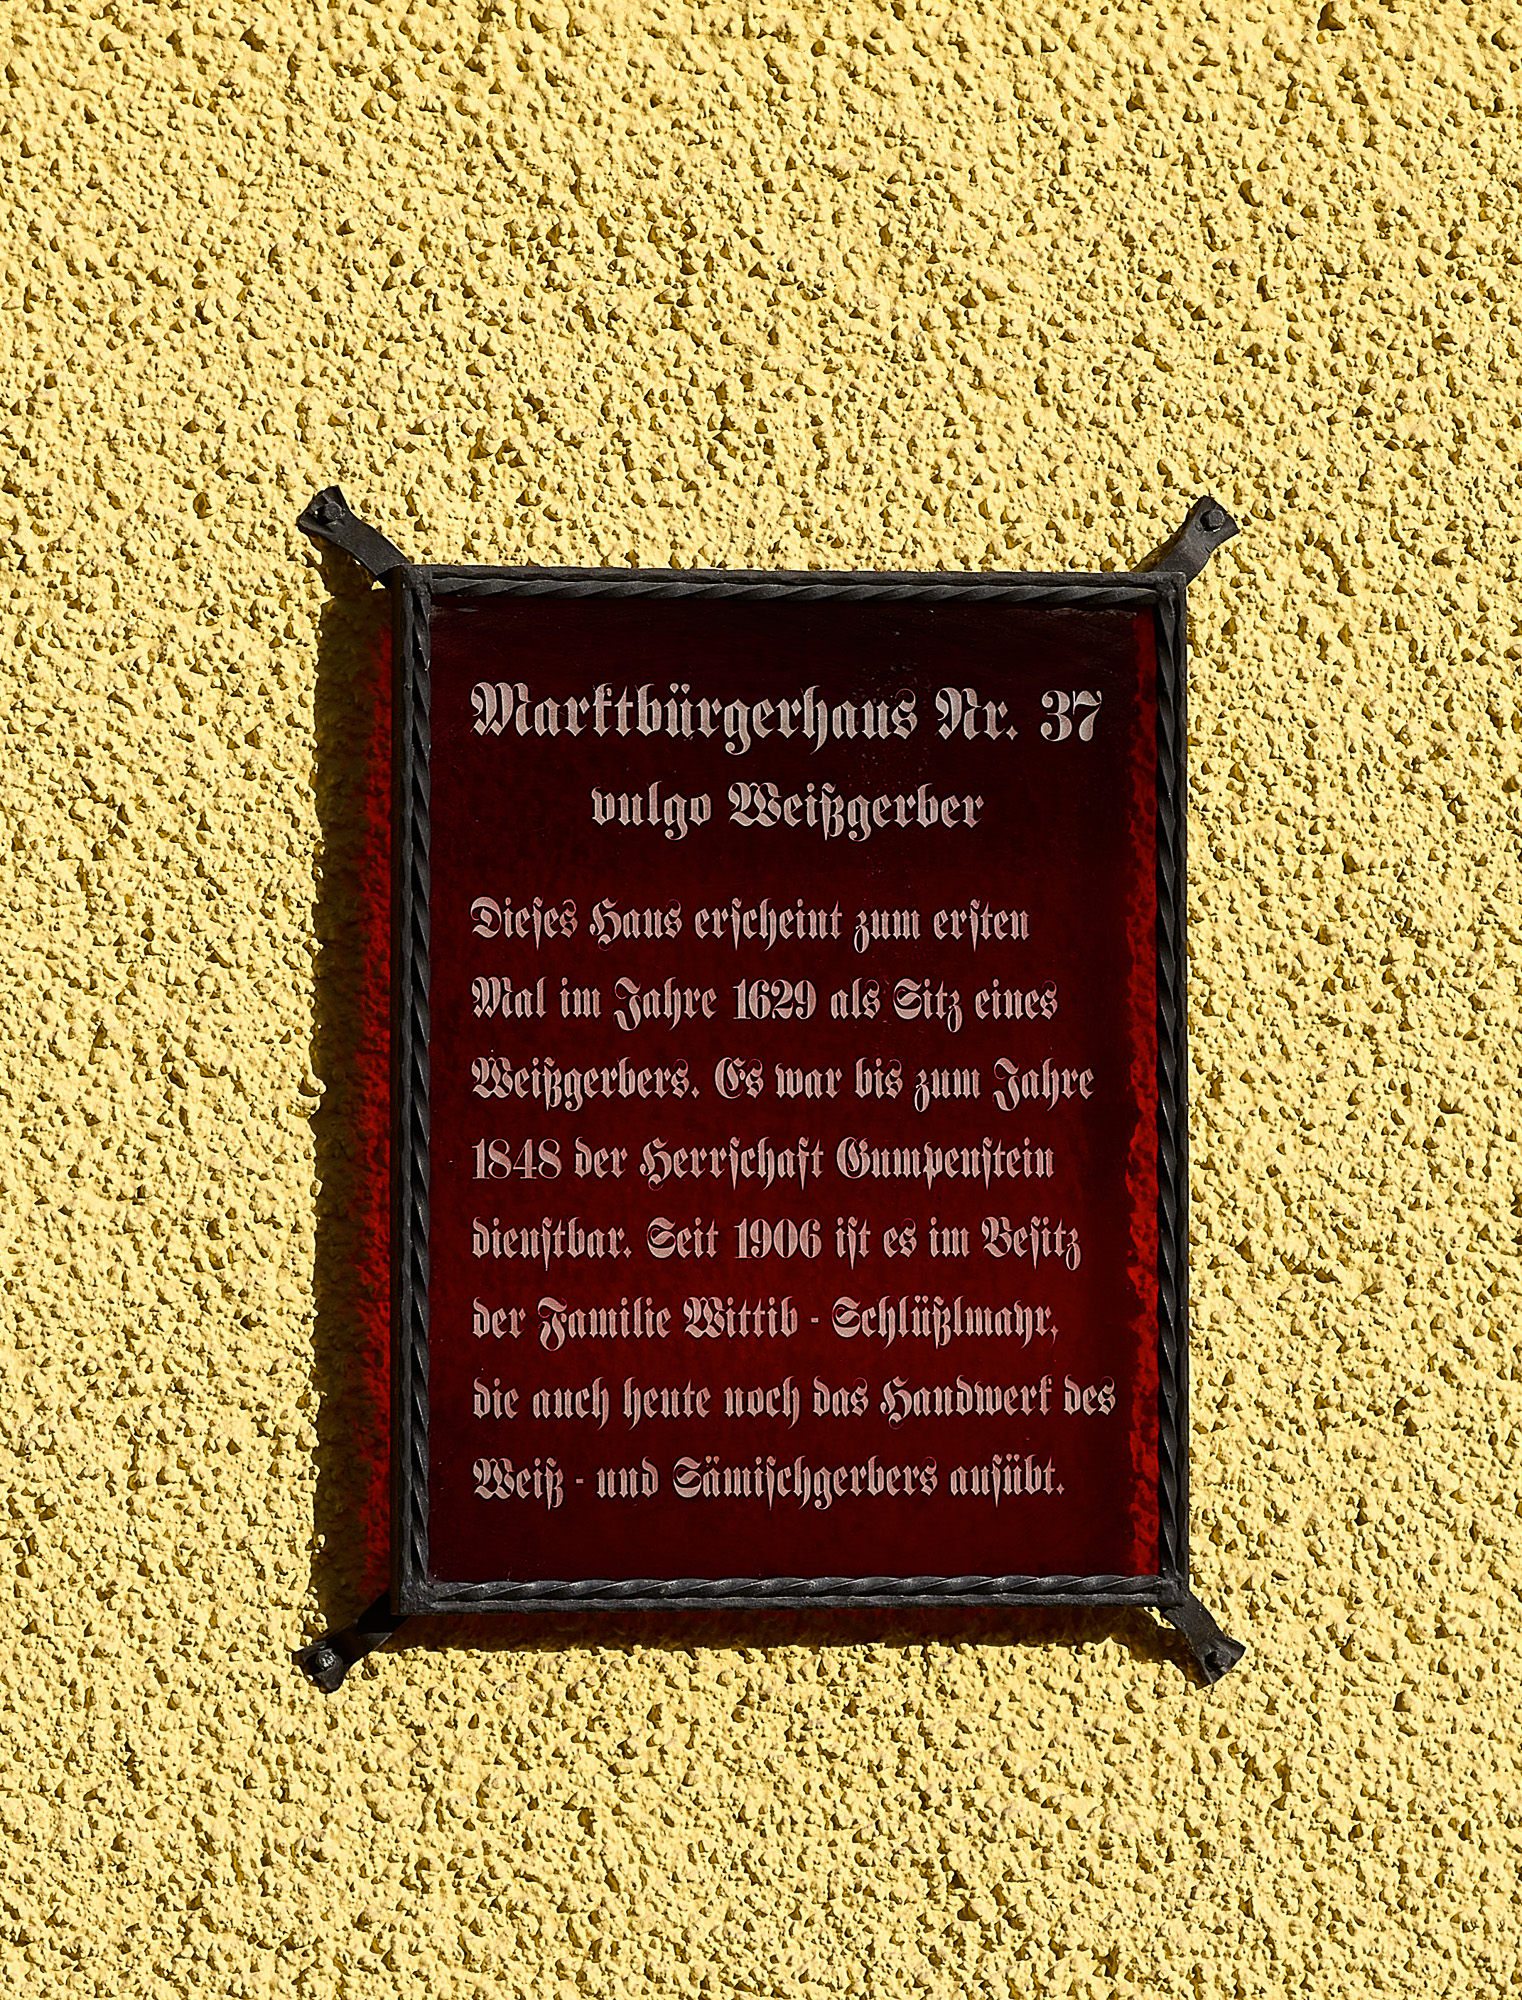 Marktbürgerhaus Nr. 37
vulgo Weißgerber
Dieſes Haus erſcheint zum erſten
Mal im Jahre 1629 als Sitz eines
Weißgerbers. Es war bis zum Jahre
1848 der Herrſchaft Gumpenſtein
dienſtbar. Seit 1906 iſt es im Beſitz
der Familie Wittib - Schlüßlmayr,
die auch heute noch das Handwerk des
Weiß - und Sämiſchgerbers auſübt.